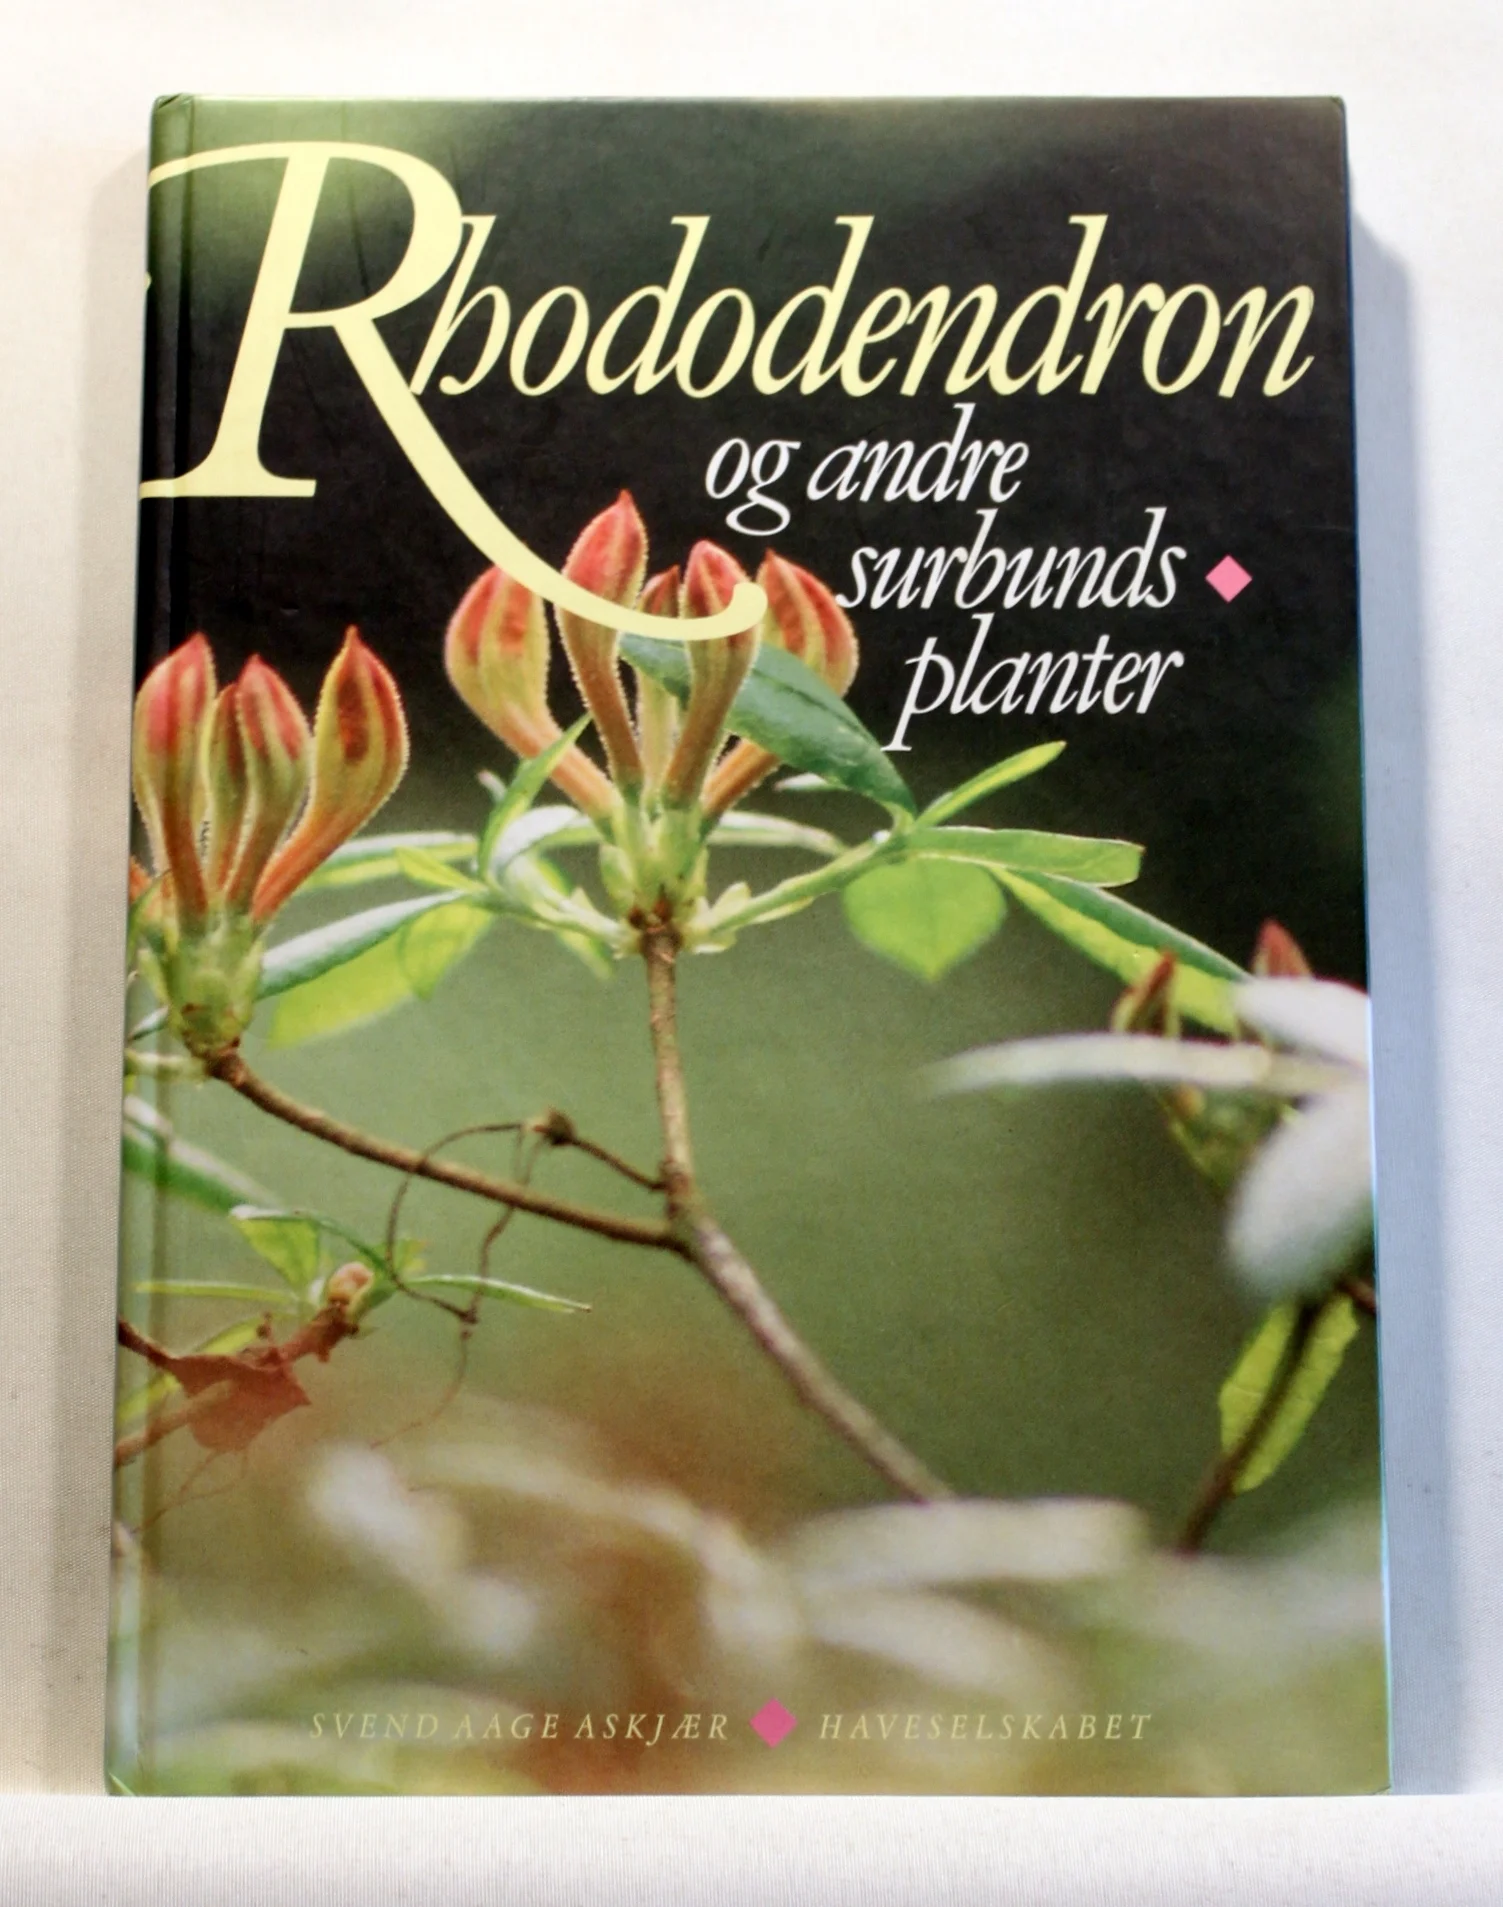 Rhododendron
og andre
surbunds
planter
SVEND AAGE ASKJÆR HAVESELSKABET